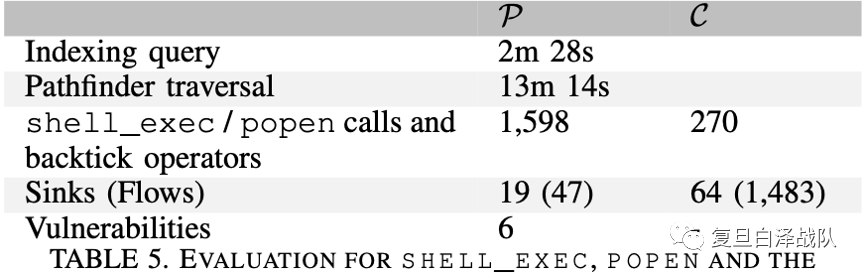 P C
Indexing query 2m 28s
Pathfinder traversal 13m 14s
shell_exec / popen calls and 1,598 270
backtick operators
Sinks (Flows) 19 (47) 64 (1,483)
Vulnerabilities 6 –
复旦白泽战队
TABLE 5. EVALUATION FOR SHELL_EXEC, POPEN AND THE